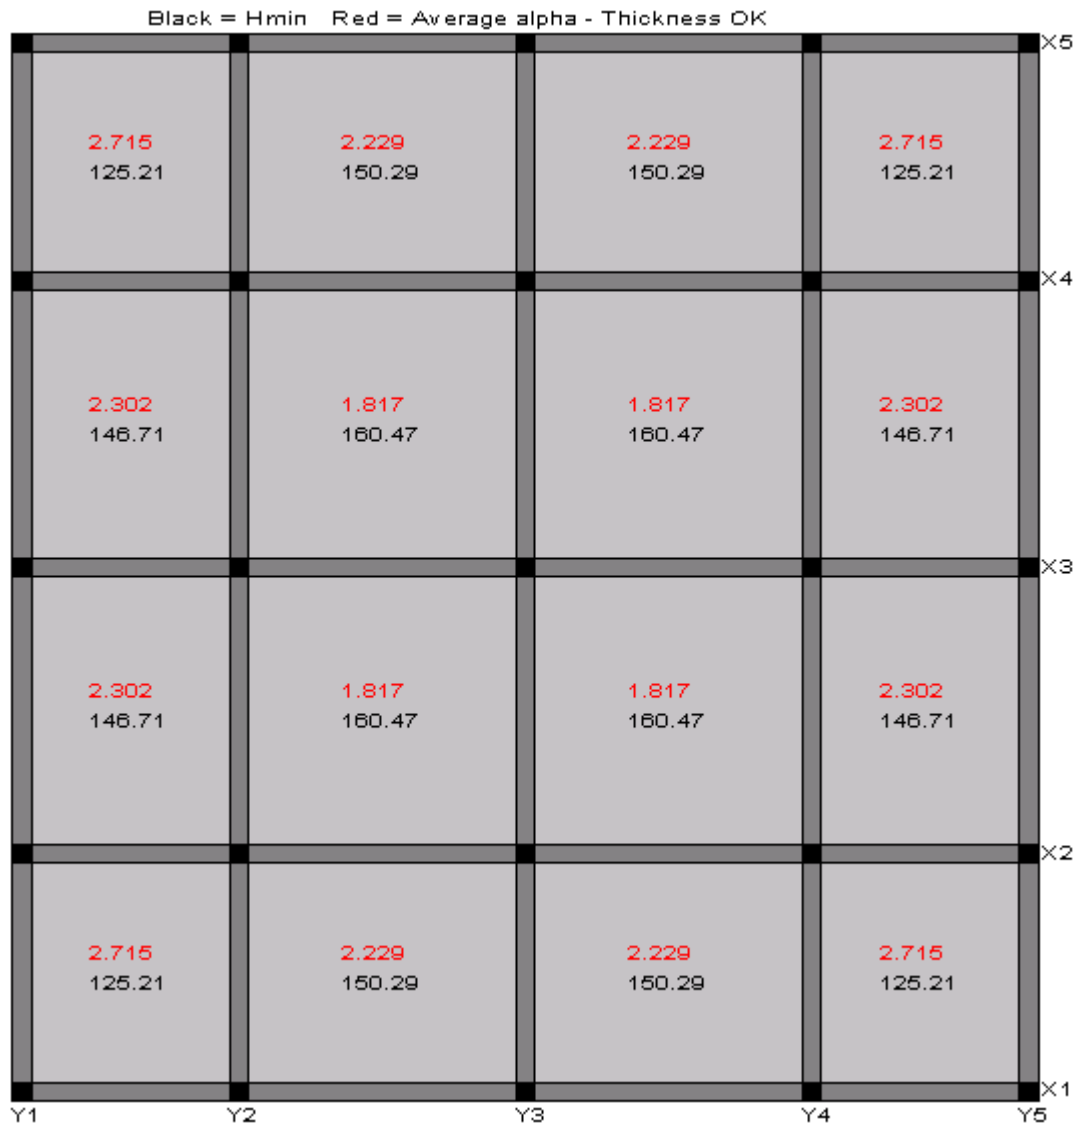 Black = Hmin Red = Average alpha - Thickness OK
X5
2.715 2.229 2.229 2.715
125.21 150.29 150.29 125.21
X4
2.302 1.817 1.817 2.302
146.71 160.47 160.47 146.71
X3
2.302 1.817 1.817 2.302
146.71 160.47 160.47 146.71
X2
2.715 2.229 2.229 2.715
125.21 150.29 150.29 125.21
X1
Y1 Y2 Y3 Y4 Y5